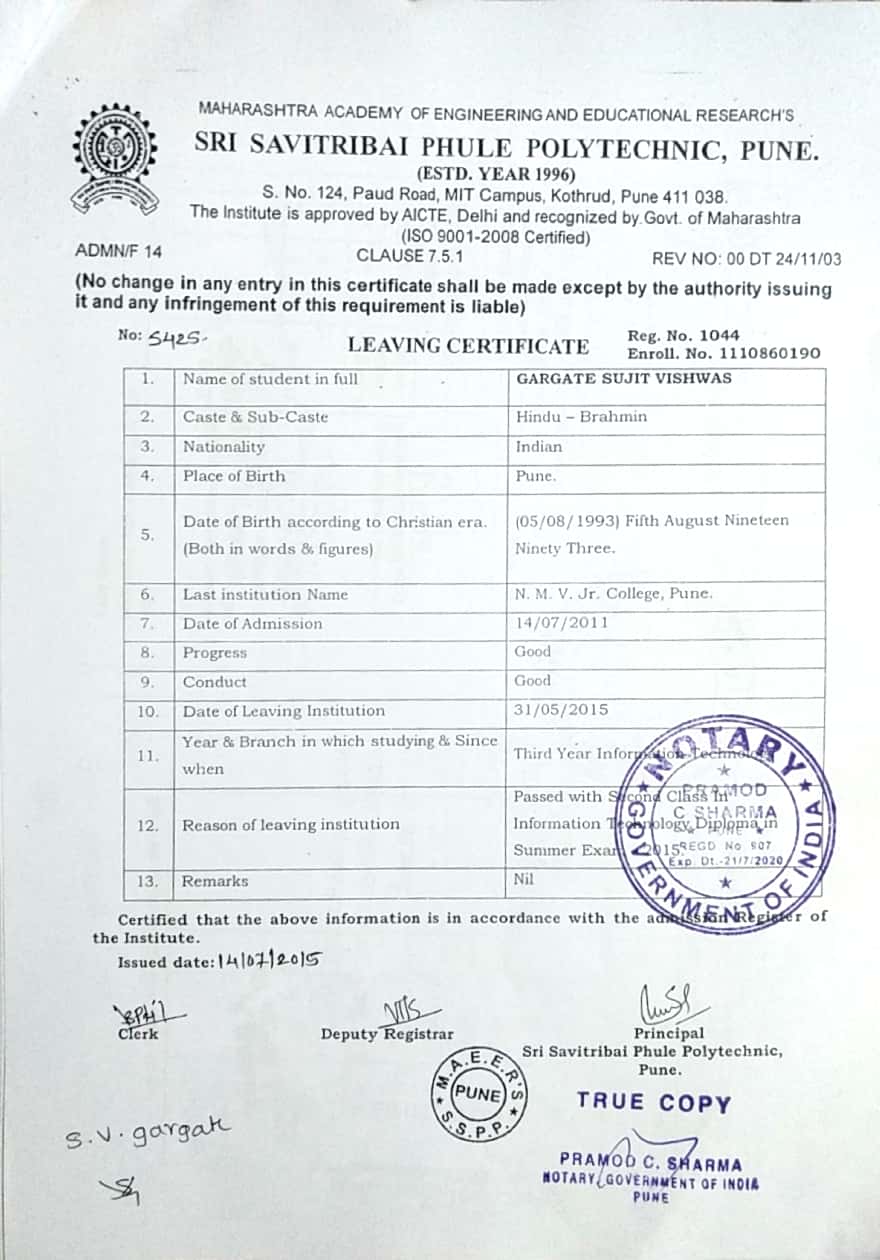 MAHARASHTRA ACADEMY OF ENGINEERING AND EDUCATIONAL RESEARCH'S
SRI SAVITRIBAI PHULE POLYTECHNIC, PUNE.
(ESTD. YEAR 1996)
S. No. 124, Paud Road, MIT Campus, Kothrud, Pune 411 038.
The Institute is approved by AICTE, Delhi and recognized by Govt. of Maharashtra
(ISO 9001-2008 Certified)
ADMN/F 14 CLAUSE 7.5.1 REV NO: 00 DT 24/11/03
(No change in any entry in this certificate shall be made except by the authority issuing
it and any infringement of this requirement is liable)
No: 5425.
LEAVING CERTIFICATE
Reg. No. 1044
Enroll. No. 1110860190
1. Name of student in full GARGATE SUJIT VISHWAS
2. Caste & Sub-Caste Hindu – Brahmin
3. Nationality Indian
4. Place of Birth Pune.
5. Date of Birth according to Christian era. (05/08/1993) Fifth August Nineteen
(Both in words & figures) Ninety Three.
6. Last institution Name N. M. V. Jr. College, Pune.
7. Date of Admission 14/07/2011
8. Progress Good
9. Conduct Good
10. Date of Leaving Institution 31/05/2015
11. Year & Branch in which studying & Since Third Year Information Technology
when
12. Reason of leaving institution Passed with Second Class In
Information Technology Diploma in
Summer Exam 2015
13. Remarks Nil
NOTARY
GOVERNMENT OF INDIA
PRAMOD
C SHARMA
PUNE
REGD No 907
Exp. Dt.-21/7/2020
Certified that the above information is in accordance with the admission Register of
the Institute.
Issued date: 14/07/2015
Clerk
Deputy Registrar
Principal
Sri Savitribai Phule Polytechnic,
Pune.
M.A.E.E.R'S
PUNE
S.S.P.P.
TRUE COPY
S.V. gargate
PRAMOD C. SHARMA
NOTARY GOVERNMENT OF INDIA
PUNE